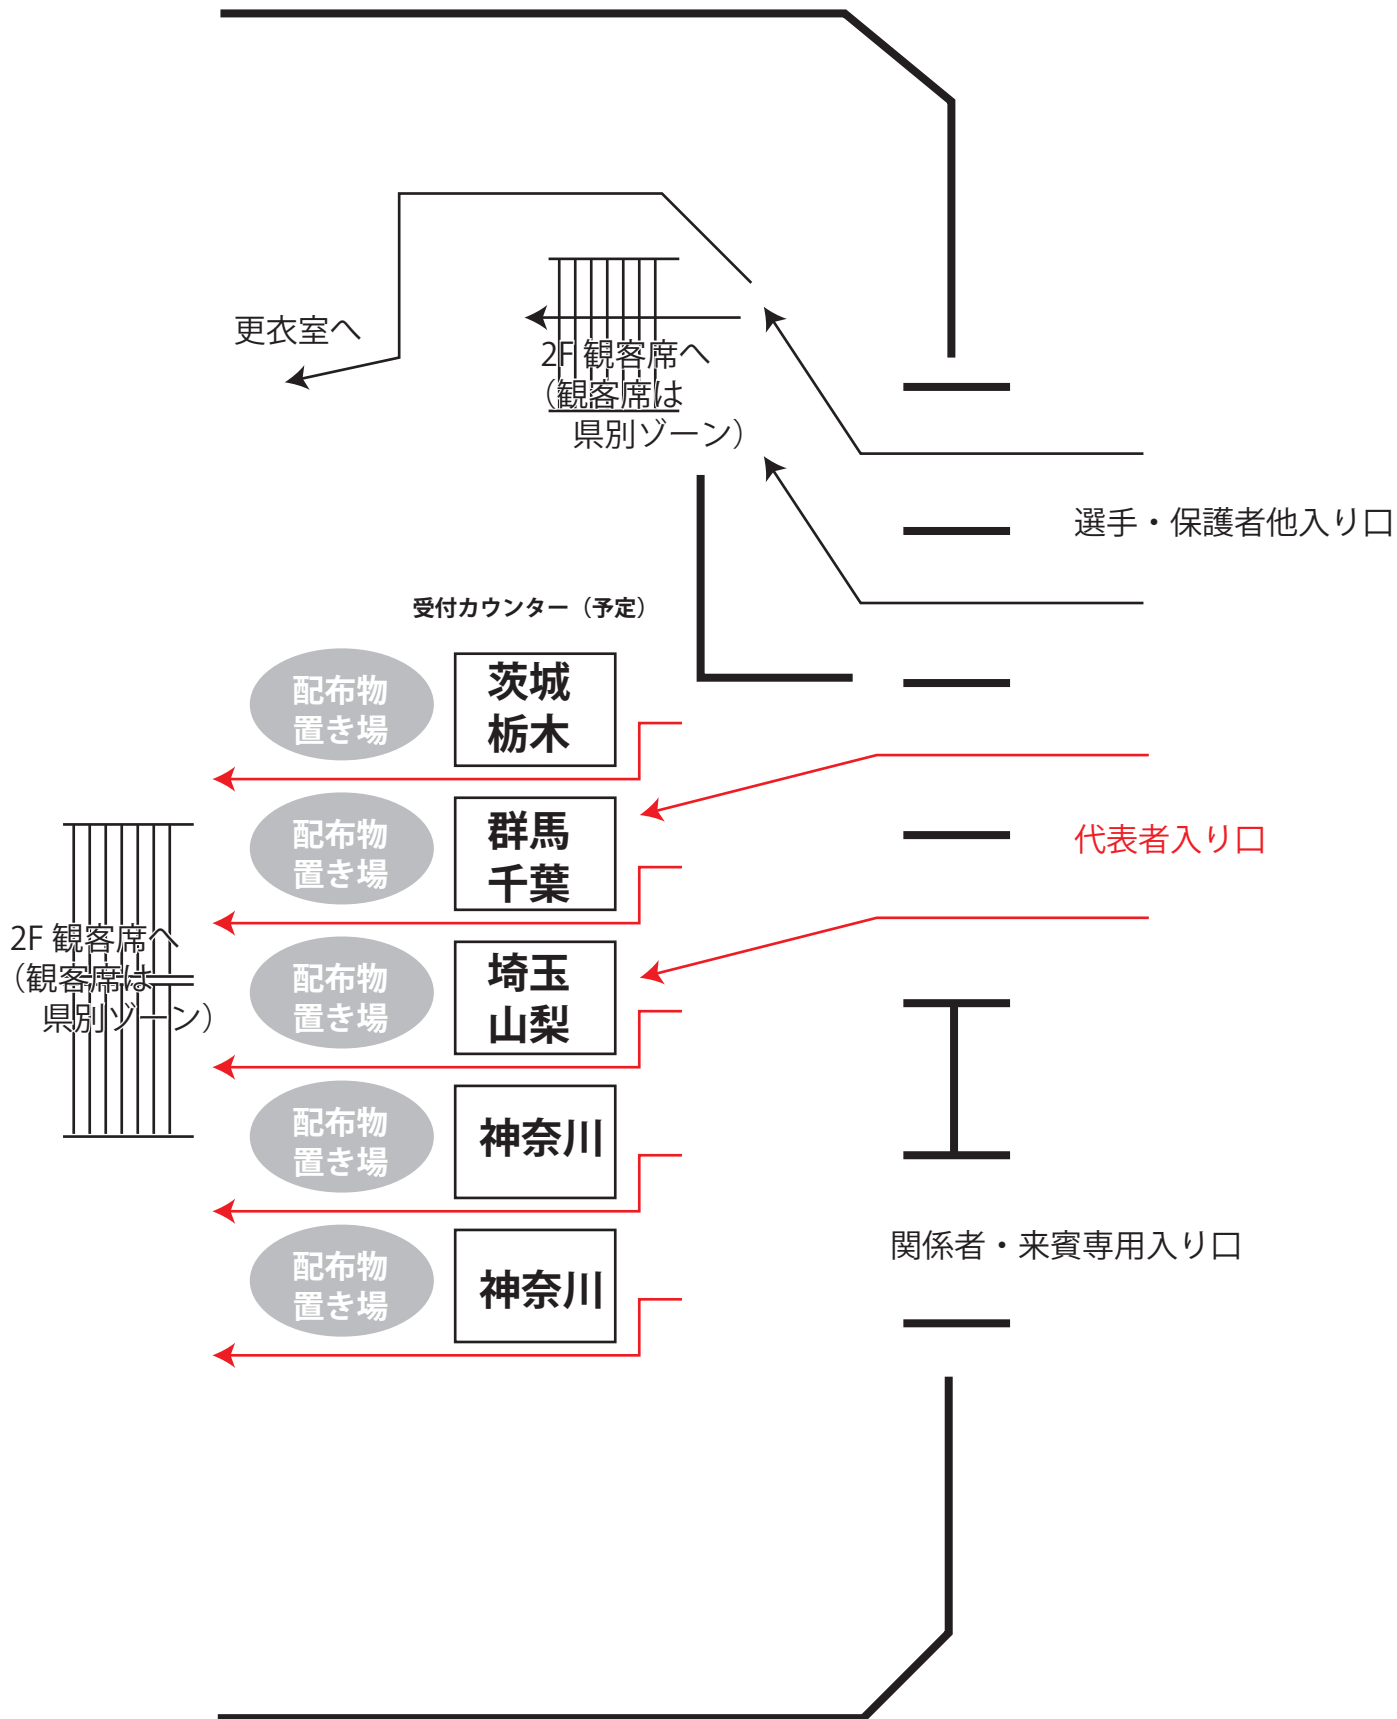 更衣室へ
2F 観客席へ
（観客席は
県別ゾーン）
選手・保護者他入り口
受付カウンター（予定）
配布物
置き場
茨城
栃木
配布物
置き場
群馬
千葉
代表者入り口
2F 観客席へ
（観客席は
県別ゾーン）
配布物
置き場
埼玉
山梨
配布物
置き場
神奈川
関係者・来賓専用入り口
配布物
置き場
神奈川